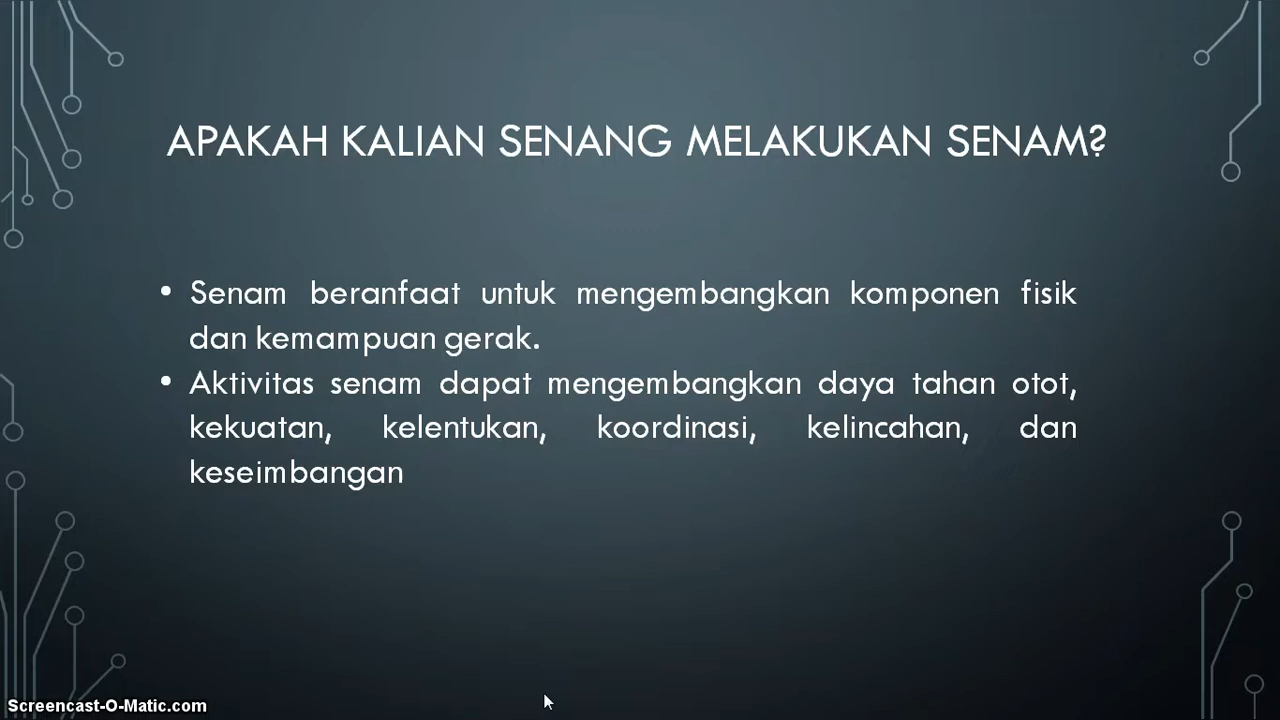 APAKAH KALIAN SENANG MELAKUKAN SENAM?
• Senam beranfaat untuk mengembangkan komponen fisik
dan kemampuan gerak.
• Aktivitas senam dapat mengembangkan daya tahan otot,
kekuatan, kelentukan, koordinasi, kelincahan, dan
keseimbangan
Screencast-O-Matic.com